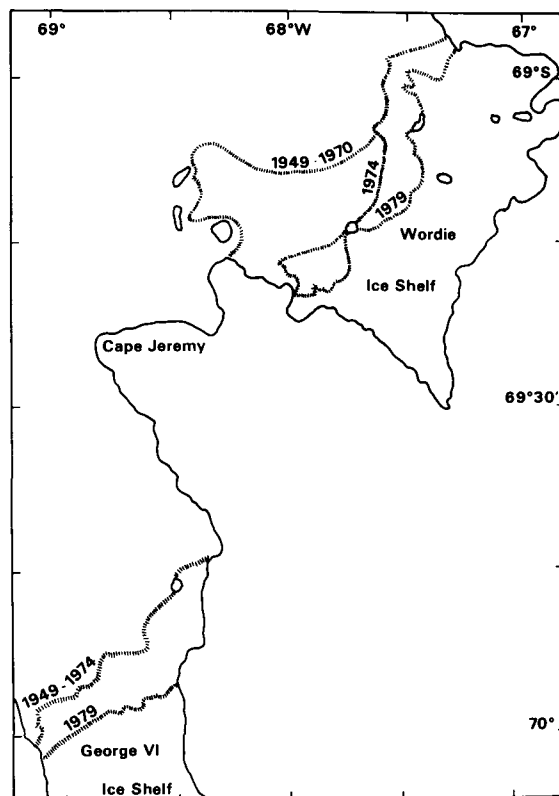 69°
68°W
67°
69°S
1949 - 1970
1974
1979
Wordie
Ice Shelf
Cape Jeremy
69°30'
1949 - 1974
1979
70°
George VI
Ice Shelf